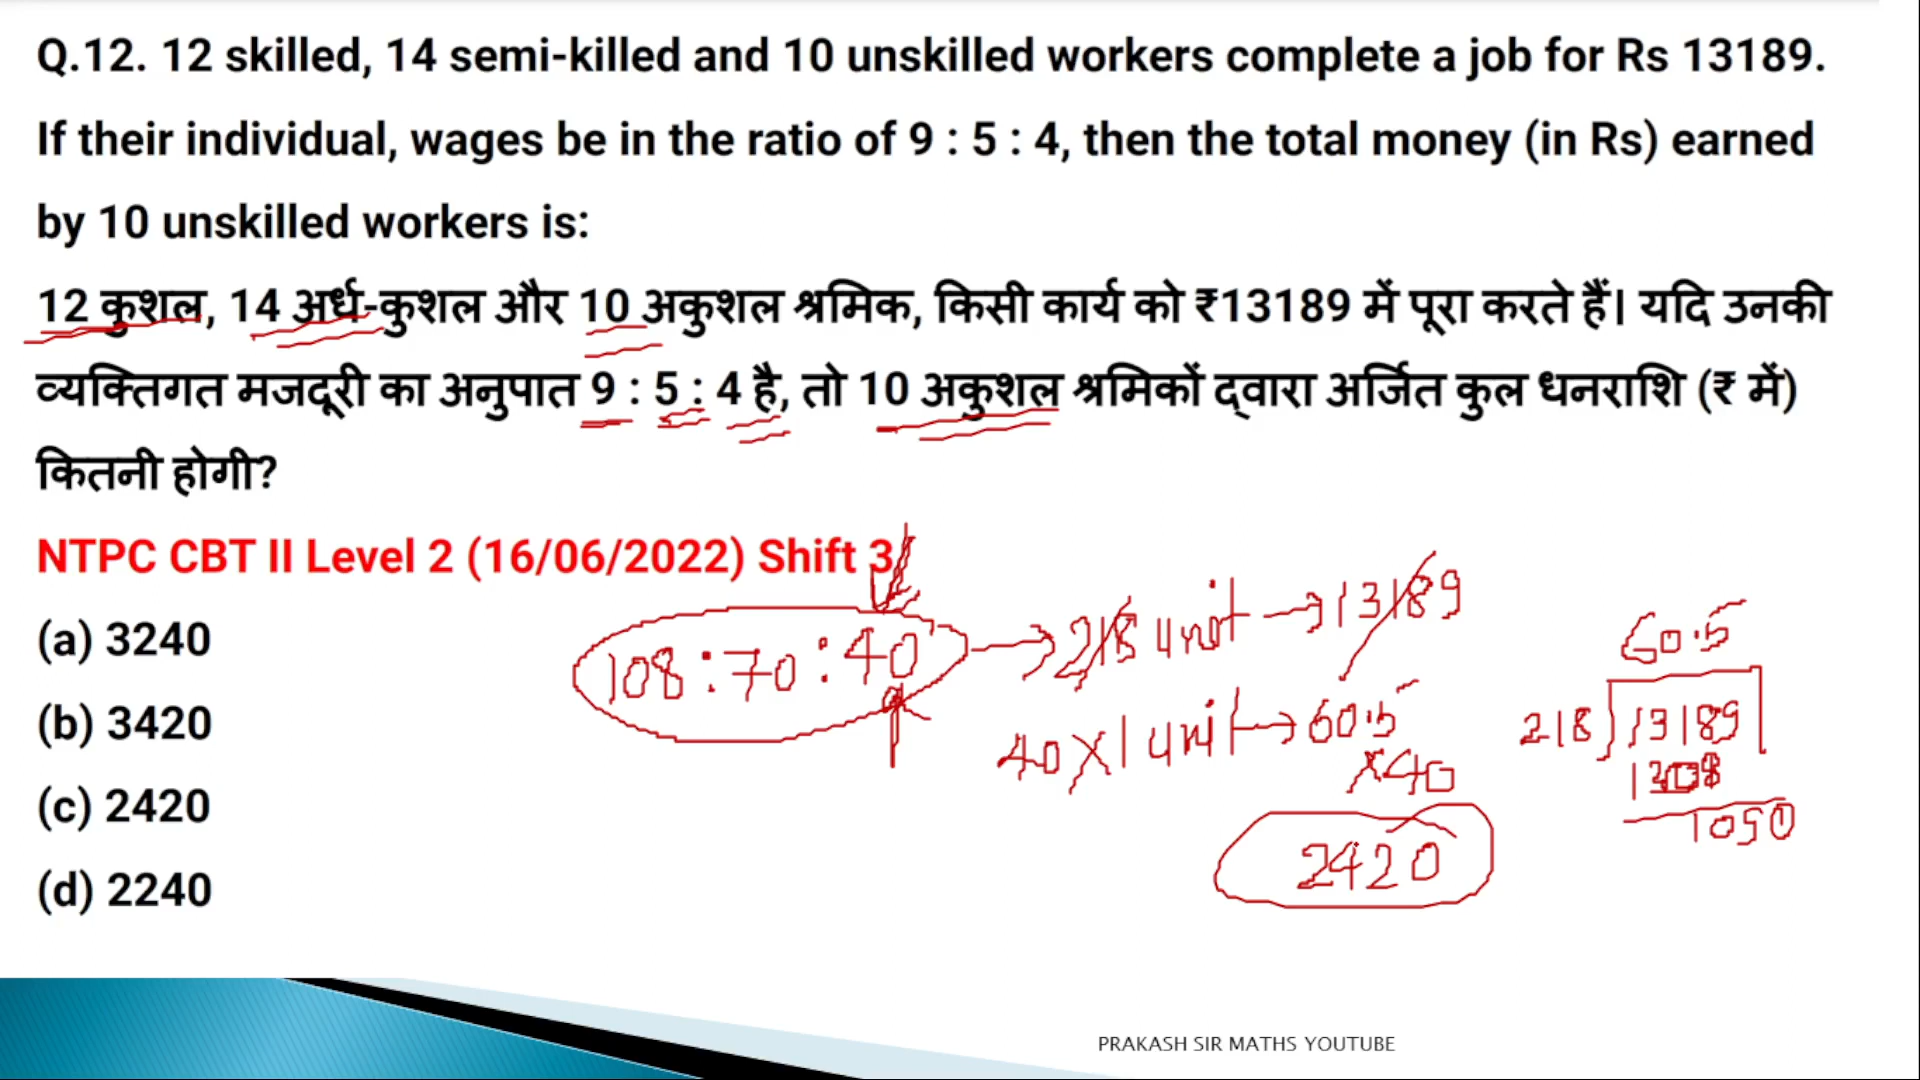 Q.12. 12 skilled, 14 semi-killed and 10 unskilled workers complete a job for Rs 13189.
If their individual, wages be in the ratio of 9 : 5 : 4, then the total money (in Rs) earned
by 10 unskilled workers is:
12 कुशल, 14 अर्ध-कुशल और 10 अकुशल श्रमिक, किसी कार्य को ₹13189 में पूरा करते हैं। यदि उनकी
व्यक्तिगत मजदूरी का अनुपात 9 : 5 : 4 है, तो 10 अकुशल श्रमिकों द्वारा अर्जित कुल धनराशि (₹ में)
कितनी होगी?
NTPC CBT II Level 2 (16/06/2022) Shift 3
(a) 3240
(b) 3420
(c) 2420
(d) 2240
108 : 70 : 40 → 218 unit → 13189
40 × 1 unit → 60.5
×40
2420
60.5
218 13189
1308
1090
PRAKASH SIR MATHS YOUTUBE